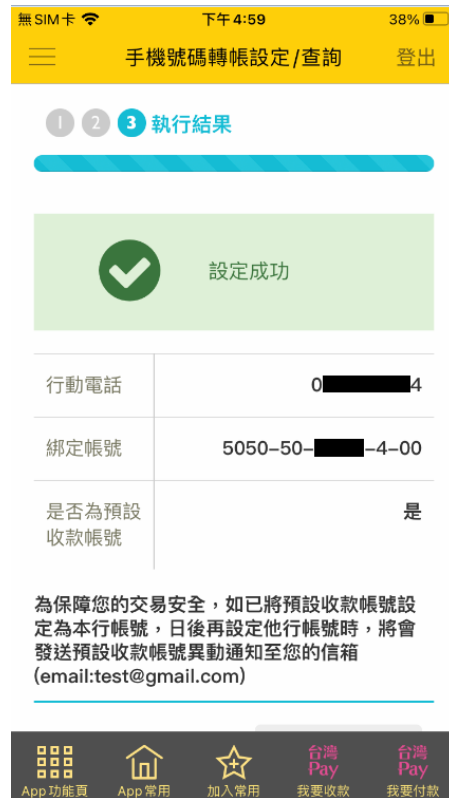 無SIM卡 下午4:59 38%
手機號碼轉帳設定/查詢 登出
1 2 3 執行結果
設定成功
行動電話 0 4
綁定帳號 5050-50- -4-00
是否為預設 是
收款帳號
為保障您的交易安全，如已將預設收款帳號設
定為本行帳號，日後再設定他行帳號時，將會
發送預設收款帳號異動通知至您的信箱
(email:test@gmail.com)
台灣 台灣
Pay Pay
App功能頁 App常用 加入常用 我要收款 我要付款